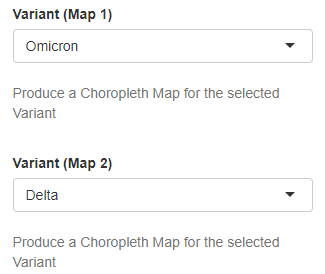 Variant (Map 1)
Omicron
Produce a Choropleth Map for the selected
Variant
Variant (Map 2)
Delta
Produce a Choropleth Map for the selected
Variant